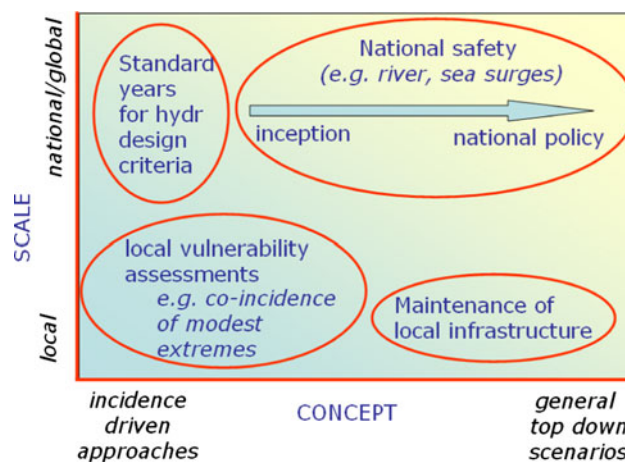 national/global
SCALE
local
Standard
years
for hydr
design
criteria
National safety
(e.g. river, sea surges)
inception
national policy
local vulnerability
assessments
e.g. co-incidence
of modest
extremes
Maintenance of
local infrastructure
incidence
driven
approaches
CONCEPT
general
top down
scenarios